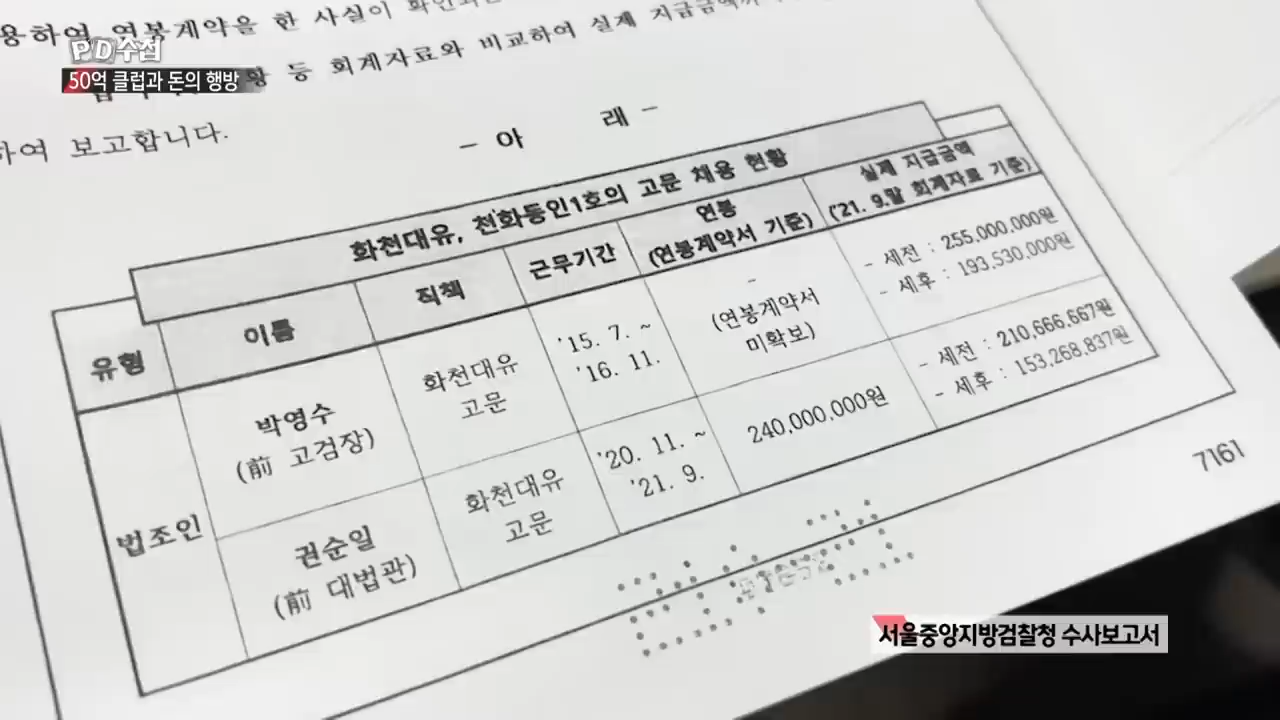 용하여 연봉계약을 한 사실이 확인되
PD수첩
50억 클럽과 돈의 행방
황 등 회계자료와 비교하여 실제 지급금액
하여 보고합니다.
- 아 래 -
화천대유, 천화동인1호의 고문 채용 현황
유형 이름 직책 근무기간 연봉 (연봉계약서 기준) 실제 지급금액 ('21. 9.말 회계자료 기준)
법조인
박영수
(前 고검장)
화천대유
고문
'15. 7. ~
'16. 11.
-
(연봉계약서
미확보)
- 세전 : 255,000,000원
- 세후 : 193,530,000원
권순일
(前 대법관)
화천대유
고문
'20. 11. ~
'21. 9.
240,000,000원
- 세전 : 210,666,667원
- 세후 : 153,268,837원
7161
서울중앙지방검찰청 수사보고서